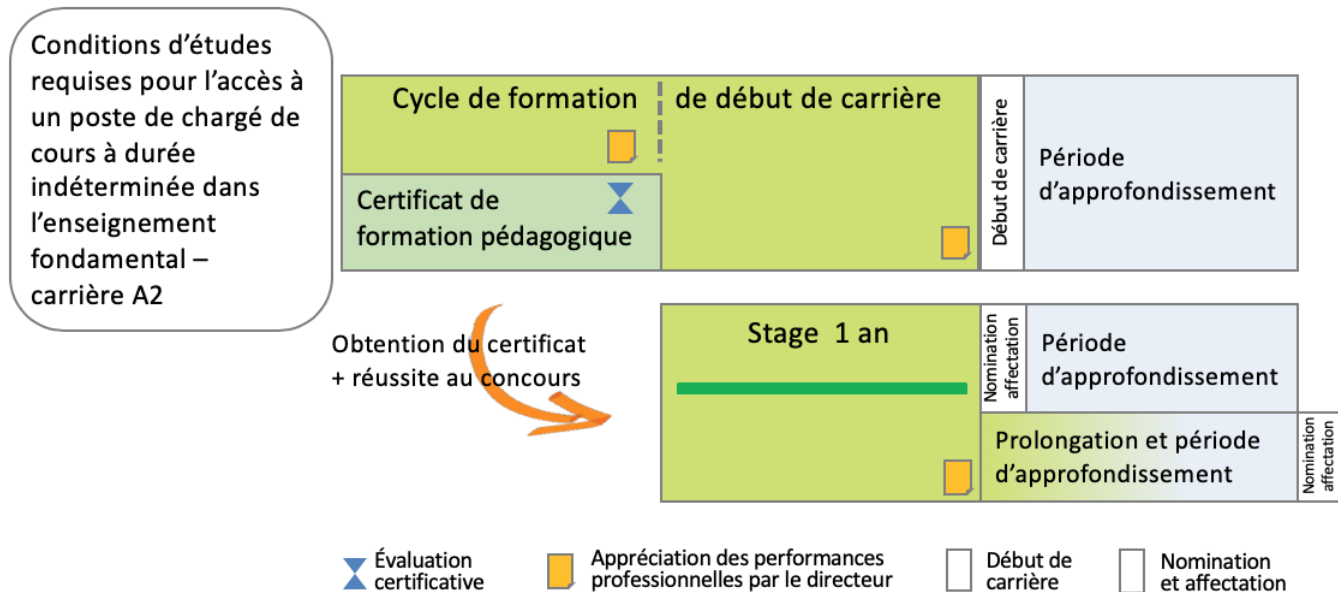 Conditions d'études
requises pour l'accès à
un poste de chargé de
cours à durée
indéterminée dans
l'enseignement
fondamental –
carrière A2
Cycle de formation de début de carrière
Certificat de
formation pédagogique
Début de carrière
Période
d'approfondissement
Obtention du certificat
+ réussite au concours
Stage 1 an
Nomination
affectation
Période
d'approfondissement
Prolongation et période
d'approfondissement
Nomination
affectation
Évaluation
certificative
Appréciation des performances
professionnelles par le directeur
Début de
carrière
Nomination
et affectation